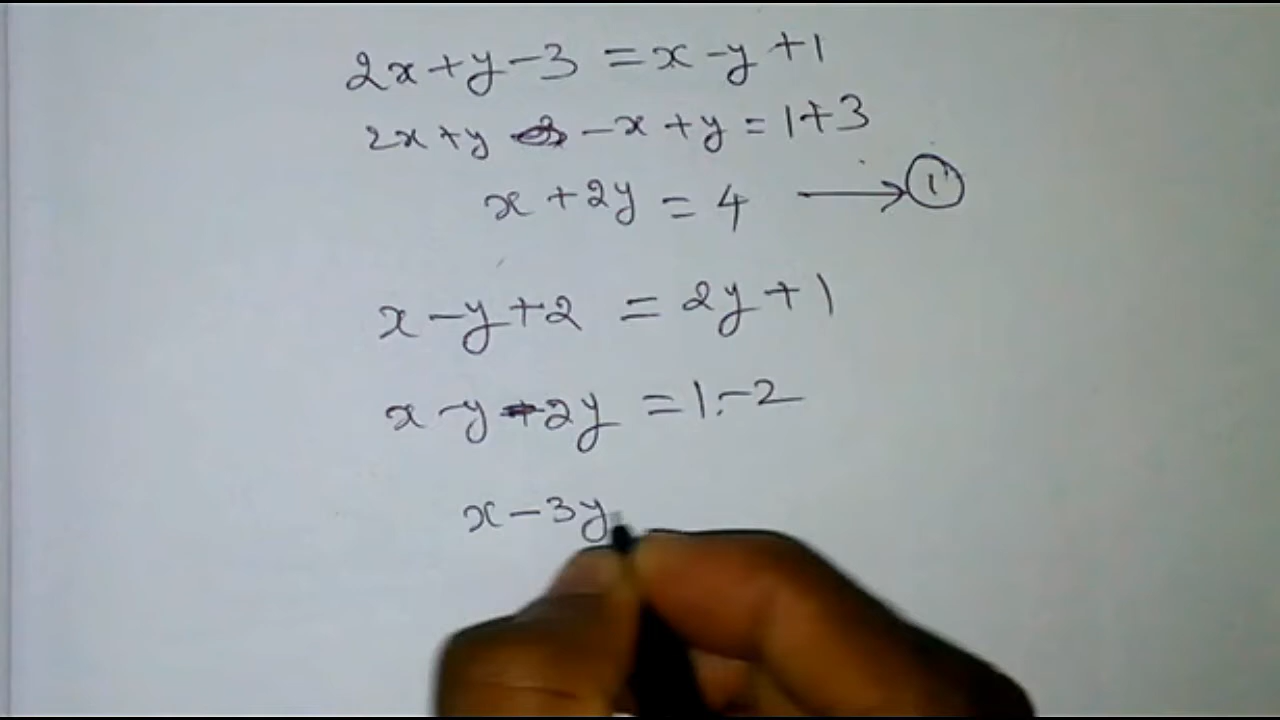 2x+y-3 = x-y+1
2x+y -x+y = 1+3
x+2y = 4 → ①
x-y+2 = 2y+1
x-y-2y = 1-2
x-3y